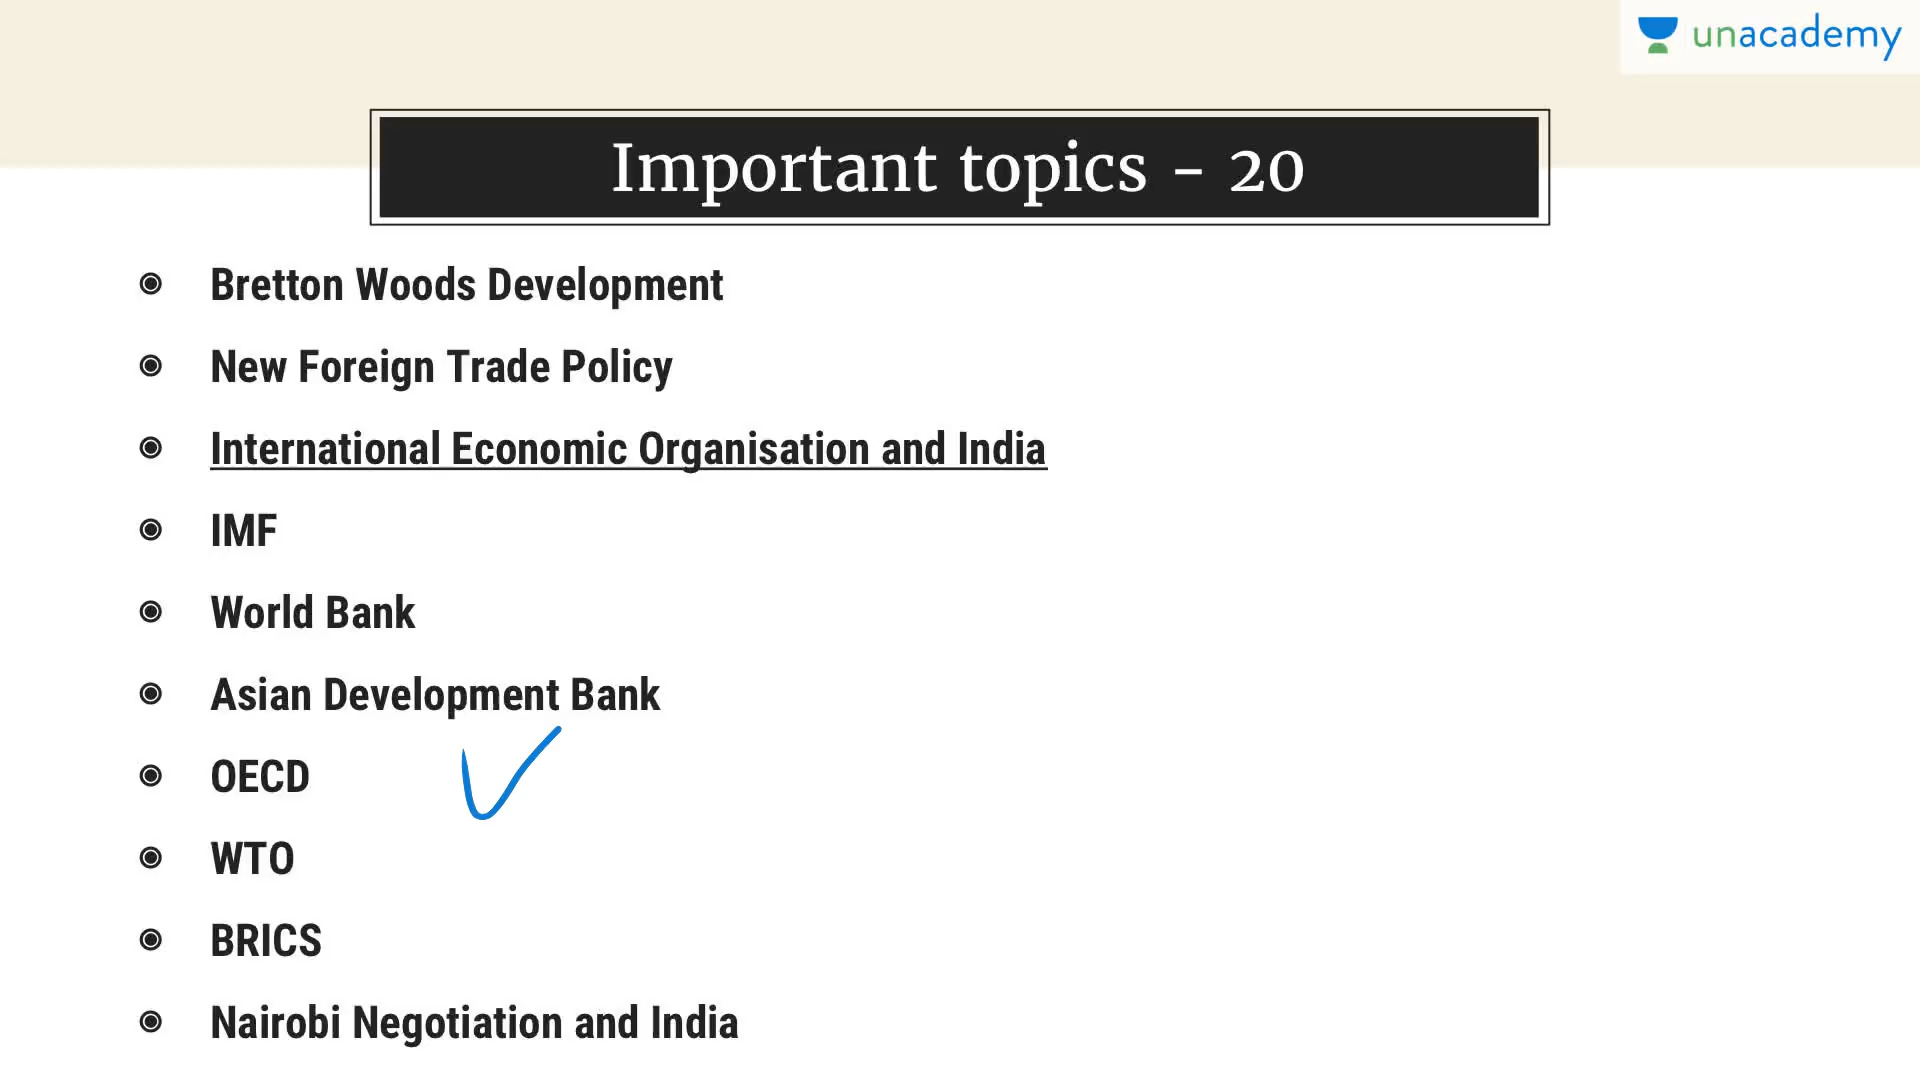 unacademy
Important topics - 20
Bretton Woods Development
New Foreign Trade Policy
International Economic Organisation and India
IMF
World Bank
Asian Development Bank
OECD
WTO
BRICS
Nairobi Negotiation and India